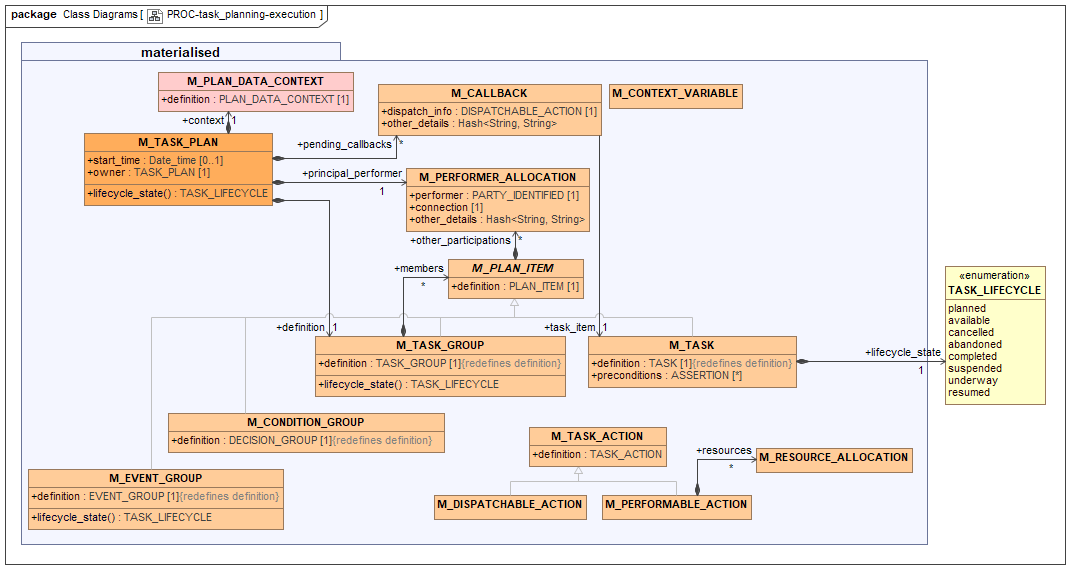 package Class Diagrams [ PROC-task_planning-execution ]
materialised
M_PLAN_DATA_CONTEXT
+definition : PLAN_DATA_CONTEXT [1]
+context
1
M_CALLBACK
+dispatch_info : DISPATCHABLE_ACTION [1]
+other_details : Hash<String, String>
M_CONTEXT_VARIABLE
M_TASK_PLAN
+start_time : Date_time [0..1]
+owner : TASK_PLAN [1]
+lifecycle_state() : TASK_LIFECYCLE
+pending_callbacks
*
+principal_performer
1
M_PERFORMER_ALLOCATION
+performer : PARTY_IDENTIFIED [1]
+connection [1]
+other_details : Hash<String, String>
+other_participations
*
M_PLAN_ITEM
+definition : PLAN_ITEM [1]
+members
*
«enumeration»
TASK_LIFECYCLE
planned
available
cancelled
abandoned
completed
suspended
underway
resumed
+definition
1
+task_item
1
M_TASK_GROUP
+definition : TASK_GROUP [1]{redefines definition}
+lifecycle_state() : TASK_LIFECYCLE
M_TASK
+definition : TASK [1]{redefines definition}
+preconditions : ASSERTION [*]
+lifecycle_state
1
M_CONDITION_GROUP
+definition : DECISION_GROUP [1]{redefines definition}
M_TASK_ACTION
+definition : TASK_ACTION
+resources
*
M_RESOURCE_ALLOCATION
M_EVENT_GROUP
+definition : EVENT_GROUP [1]{redefines definition}
+lifecycle_state() : TASK_LIFECYCLE
M_DISPATCHABLE_ACTION
M_PERFORMABLE_ACTION